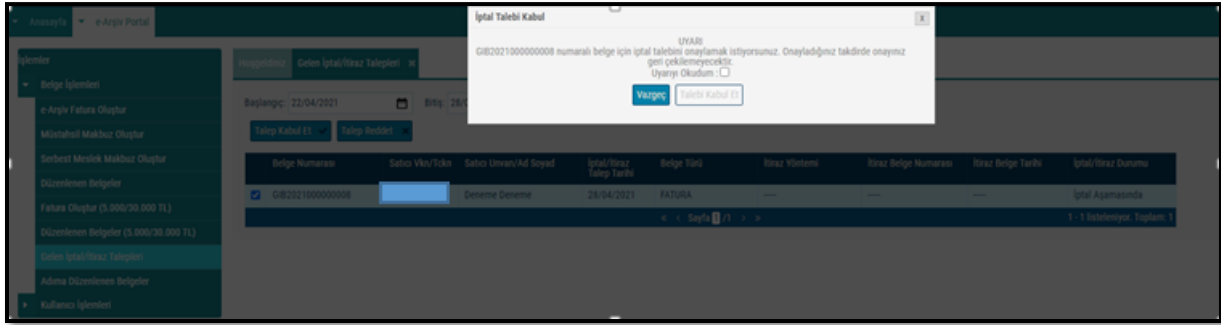 Anasayfa e-Arşiv Portal
İptal Talebi Kabul X
UYARI
GIB2021000000008 numaralı belge için iptal talebini onaylamak istiyorsunuz. Onayladığınız takdirde onayınız
geri çekilemeyecektir.
Uyarıyı Okudum :
Vazgeç Talebi Kabul Et
İşlemler
Belge İşlemleri
e-Arşiv Fatura Oluştur
Müstahsil Makbuz Oluştur
Serbest Meslek Makbuz Oluştur
Düzenlenen Belgeler
Fatura Oluştur (5.000/30.000 TL)
Düzenlenen Belgeler (5.000/30.000 TL)
Gelen İptal/İtiraz Talepleri
Adıma Düzenlenen Belgeler
Kullanıcı İşlemleri
Hoşgeldiniz Gelen İptal/İtiraz Talepleri
Başlangıç: 22/04/2021 Bitiş:
Talep Kabul Et Talep Reddet
Belge Numarası Satıcı Vkn/Tckn Satıcı Unvan/Ad Soyad İptal/İtiraz Talep Tarihi Belge Türü İtiraz Yöntemi İtiraz Belge Numarası İtiraz Belge Tarihi İptal/İtiraz Durumu
GIB2021000000008 Deneme Deneme 28/04/2021 FATURA ---- ---- ---- İptal Aşamasında
« < Sayfa 1 /1 > » 1 - 1 listeleniyor. Toplam: 1